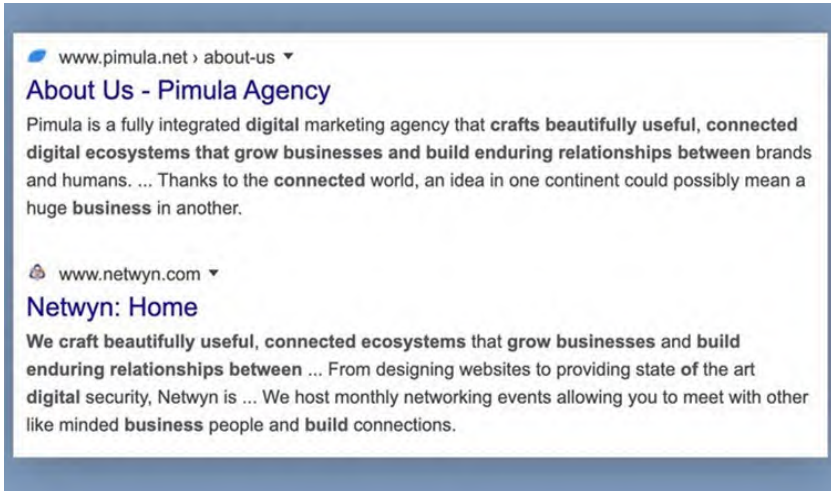 www.pimula.net › about-us ▼
About Us - Pimula Agency
Pimula is a fully integrated digital marketing agency that crafts beautifully useful, connected
digital ecosystems that grow businesses and build enduring relationships between brands
and humans. ... Thanks to the connected world, an idea in one continent could possibly mean a
huge business in another.
www.netwyn.com ▼
Netwyn: Home
We craft beautifully useful, connected ecosystems that grow businesses and build
enduring relationships between ... From designing websites to providing state of the art
digital security, Netwyn is ... We host monthly networking events allowing you to meet with other
like minded business people and build connections.